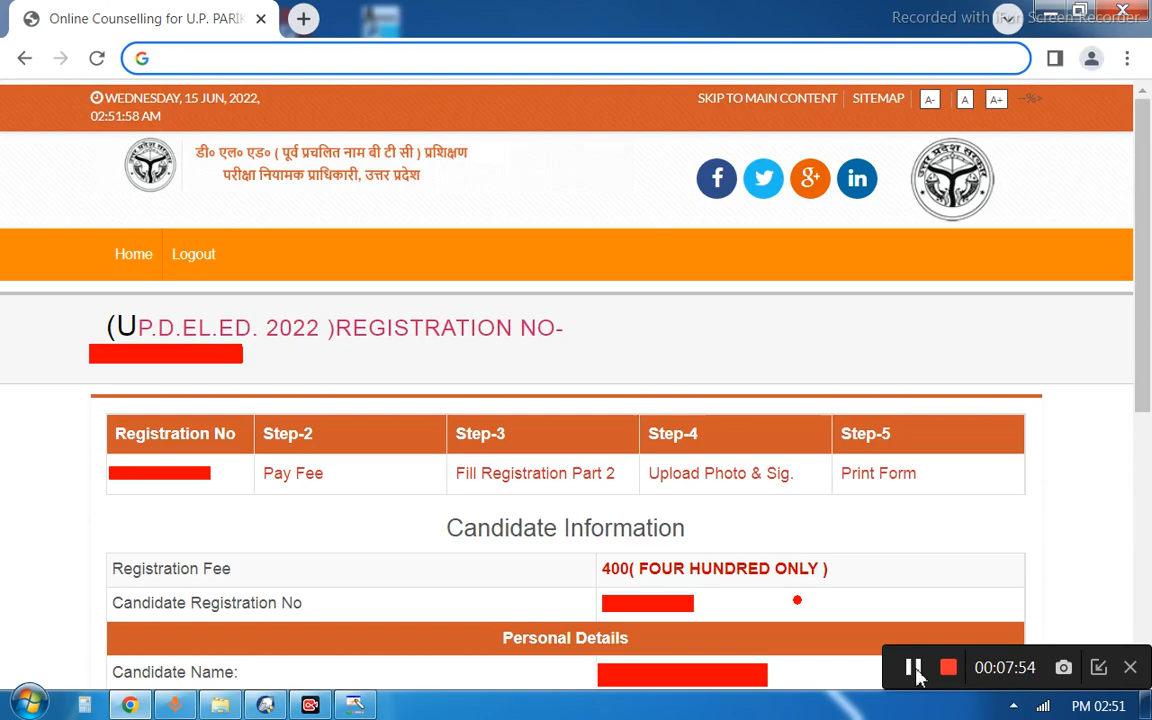 Online Counselling for U.P. PARIK
Recorded with iFun Screen Recorder
WEDNESDAY, 15 JUN, 2022,
02:51:58 AM
SKIP TO MAIN CONTENT
SITEMAP
A-
A
A+
--%>
डी० एल० एड० ( पूर्व प्रचलित नाम बी टी सी ) प्रशिक्षण
परीक्षा नियामक प्राधिकारी, उत्तर प्रदेश
Home
Logout
(UP.D.EL.ED. 2022 )REGISTRATION NO-
Registration No Step-2 Step-3 Step-4 Step-5
Pay Fee Fill Registration Part 2 Upload Photo & Sig. Print Form
Candidate Information
Registration Fee 400( FOUR HUNDRED ONLY )
Candidate Registration No
Personal Details
Candidate Name:
00:07:54
PM 02:51